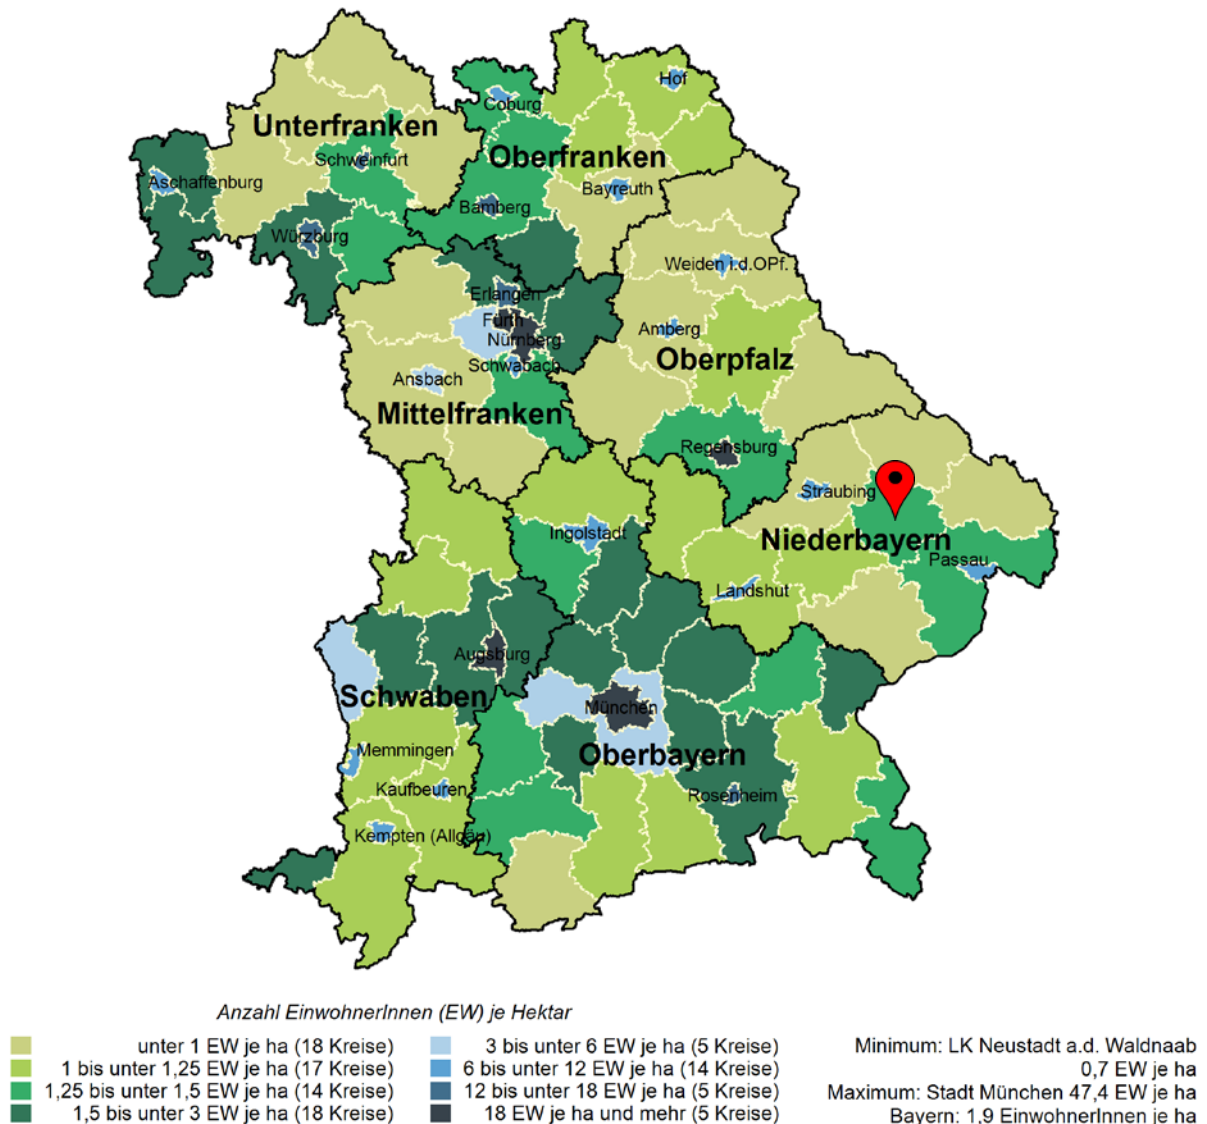 Hof
Coburg
Unterfranken
Oberfranken
Schweinfurt
Aschaffenburg
Bayreuth
Bamberg
Würzburg
Weiden i.d.OPf.
Erlangen
Fürth
Amberg
Nürnberg
Oberpfalz
Schwabach
Ansbach
Mittelfranken
Regensburg
Straubing
Ingolstadt
Niederbayern
Passau
Landshut
Augsburg
Schwaben
München
Memmingen
Oberbayern
Kaufbeuren
Rosenheim
Kempten (Allgäu)
Anzahl EinwohnerInnen (EW) je Hektar
unter 1 EW je ha (18 Kreise)
1 bis unter 1,25 EW je ha (17 Kreise)
1,25 bis unter 1,5 EW je ha (14 Kreise)
1,5 bis unter 3 EW je ha (18 Kreise)
3 bis unter 6 EW je ha (5 Kreise)
6 bis unter 12 EW je ha (14 Kreise)
12 bis unter 18 EW je ha (5 Kreise)
18 EW je ha und mehr (5 Kreise)
Minimum: LK Neustadt a.d. Waldnaab
0,7 EW je ha
Maximum: Stadt München 47,4 EW je ha
Bayern: 1,9 EinwohnerInnen je ha